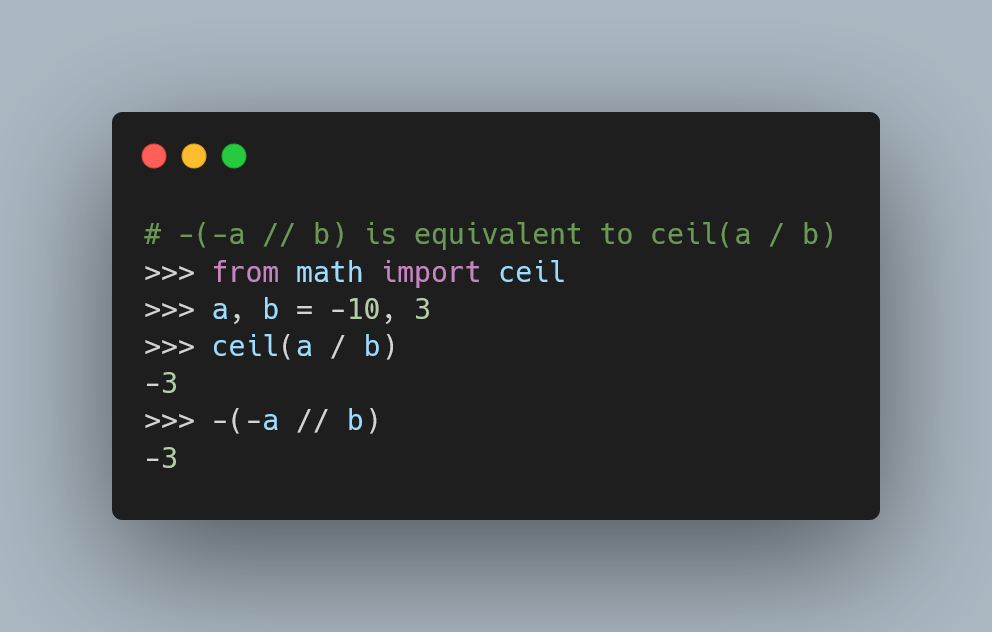 # -(-a // b) is equivalent to ceil(a / b)
>>> from math import ceil
>>> a, b = -10, 3
>>> ceil(a / b)
-3
>>> -(-a // b)
-3